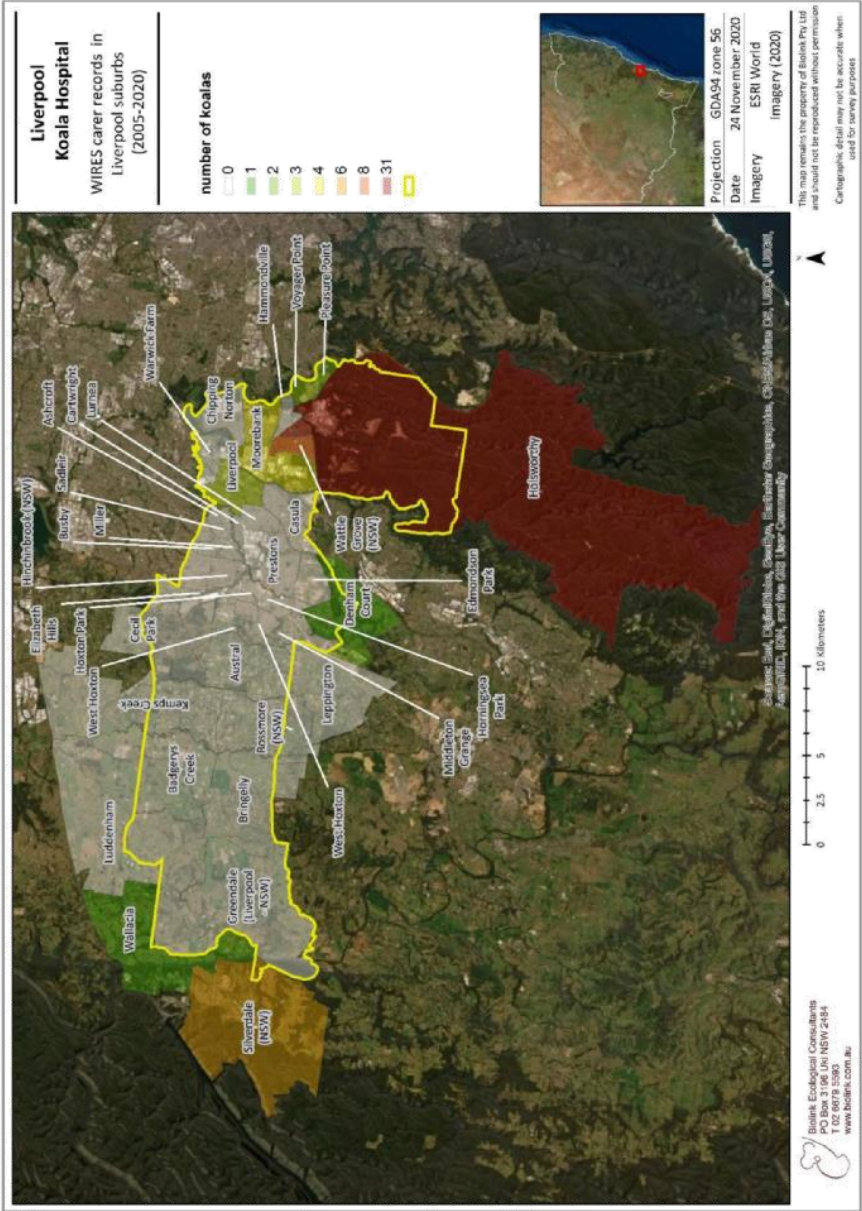 Liverpool
Koala Hospital
WIRES carer records in
Liverpool suburbs
(2005-2020)
number of koalas
0
1
2
3
4
6
8
31
Projection GDA94 zone 56
Date 24 November 2020
Imagery ESRI World
Imagery (2020)
This map remains the property of Biolink Pty Ltd
and should not be reproduced without permission
Cartographic detail may not be accurate when
used for survey purposes
Hinchinbrook (NSW)
Elizabeth
Hills
Hoxton Park
West Hoxton
Busby
Miller
Sadleir
Ashcroft
Cartwright
Lurnea
Warwick Farm
Hammondville
Voyager Point
Pleasure Point
Luddenham
Wallacia
Silverdale
(NSW)
Greendale
(Liverpool
- NSW)
Badgerys
Creek
Bringelly
Kemps Creek
Rossmore
(NSW)
Cecil
Park
Austral
Leppington
Prestons
Denham
Court
Casula
Liverpool
Chipping
Norton
Moorebank
Wattle
Grove
(NSW)
Holsworthy
West Hoxton
Middleton
Grange
Horningsea
Park
Edmondson
Park
0 2.5 5 10 Kilometers
and the GIS User Community
Biolink Ecological Consultants
PO Box 3196 Uki NSW 2484
T 02 6679 5593
www.biolink.com.au